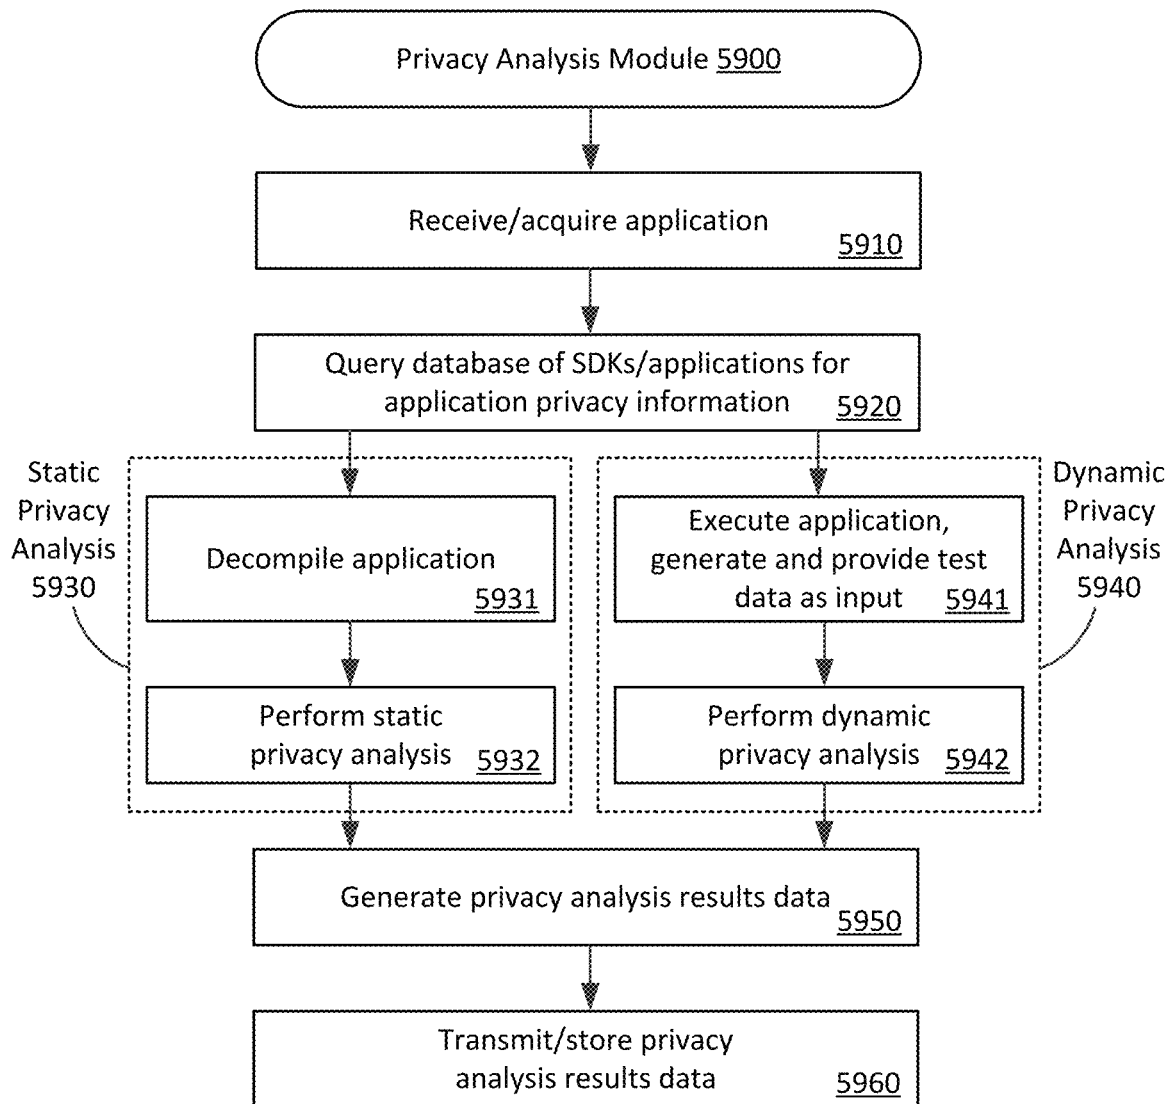 Privacy Analysis Module 5900
Receive/acquire application
5910
Query database of SDKs/applications for
application privacy information 5920
Static
Privacy
Analysis
5930
Decompile application
5931
Perform static
privacy analysis 5932
Execute application,
generate and provide test
data as input 5941
Perform dynamic
privacy analysis 5942
Dynamic
Privacy
Analysis
5940
Generate privacy analysis results data
5950
Transmit/store privacy
analysis results data 5960